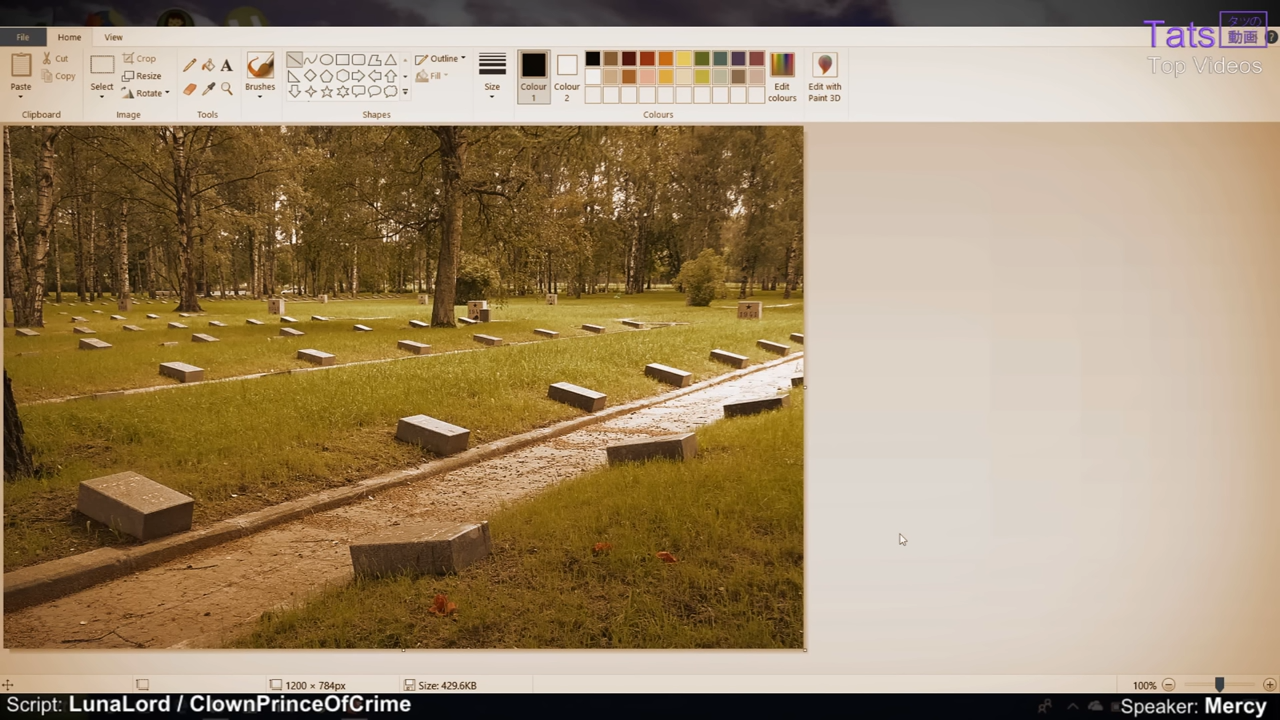 File Home View
Tats タツの動画
Top Videos
Cut
Copy
Paste
Clipboard
Crop
Resize
Rotate
Select
Image
A
Tools
Brushes
Outline
Fill
Shapes
Size
Colour 1
Colour 2
Edit colours
Edit with Paint 3D
Colours
1200 × 784px
Size: 429.6KB
100%
Script: LunaLord / ClownPrinceOfCrime
Speaker: Mercy